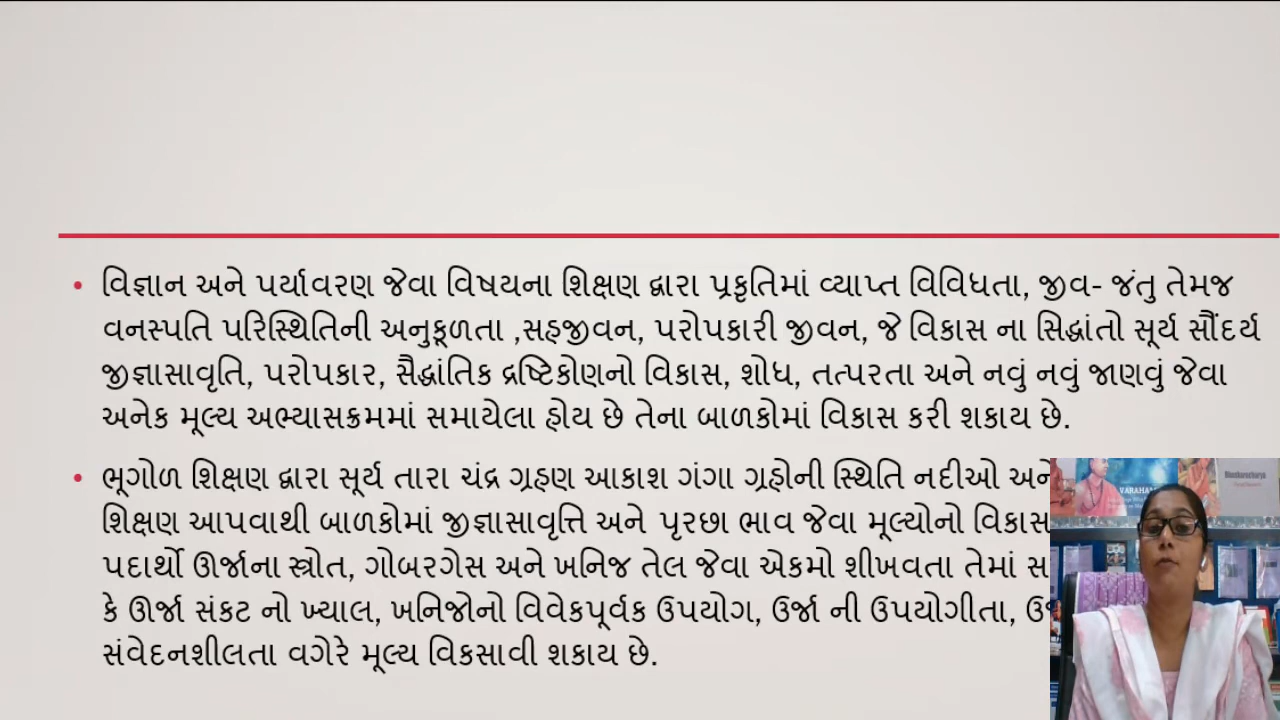 • વિજ્ઞાન અને પર્યાવરણ જેવા વિષયના શિક્ષણ દ્વારા પ્રકૃતિમાં વ્યાપ્ત વિવિધતા, જીવ- જંતુ તેમજ
વનસ્પતિ પરિસ્થિતિની અનુકૂળતા ,સહજીવન, પરોપકારી જીવન, જે વિકાસ ના સિદ્ધાંતો સૂર્ય સૌંદર્ય
જીજ્ઞાસાવૃતિ, પરોપકાર, સૈદ્ધાંતિક દ્રષ્ટિકોણનો વિકાસ, શોધ, તત્પરતા અને નવું નવું જાણવું જેવા
અનેક મૂલ્ય અભ્યાસક્રમમાં સમાયેલા હોય છે તેના બાળકોમાં વિકાસ કરી શકાય છે.
• ભૂગોળ શિક્ષણ દ્વારા સૂર્ય તારા ચંદ્ર ગ્રહણ આકાશ ગંગા ગ્રહોની સ્થિતિ નદીઓ અને
શિક્ષણ આપવાથી બાળકોમાં જીજ્ઞાસાવૃત્તિ અને પૃરછા ભાવ જેવા મૂલ્યોનો વિકાસ
પદાર્થો ઊર્જાના સ્ત્રોત, ગોબરગેસ અને ખનિજ તેલ જેવા એકમો શીખવતા તેમાં
કે ઊર્જા સંકટ નો ખ્યાલ, ખનિજોનો વિવેકપૂર્વક ઉપયોગ, ઉર્જા ની ઉપયોગીતા,
સંવેદનશીલતા વગેરે મૂલ્ય વિકસાવી શકાય છે.